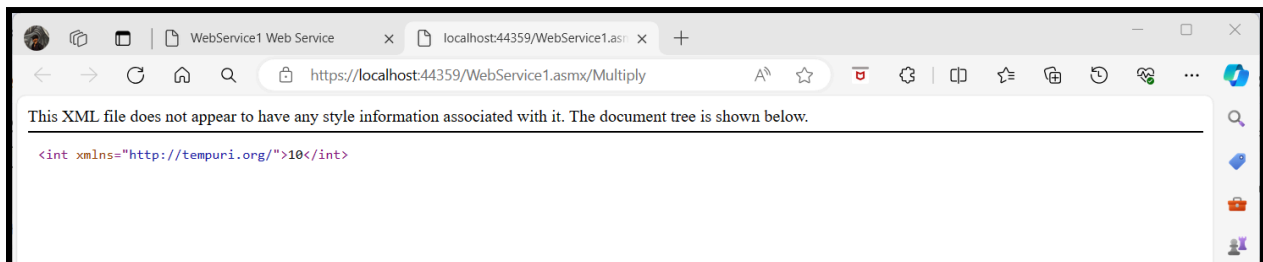 WebService1 Web Service
localhost:44359/WebService1.asm
https://localhost:44359/WebService1.asmx/Multiply
This XML file does not appear to have any style information associated with it. The document tree is shown below.
<int xmlns="http://tempuri.org/">10</int>